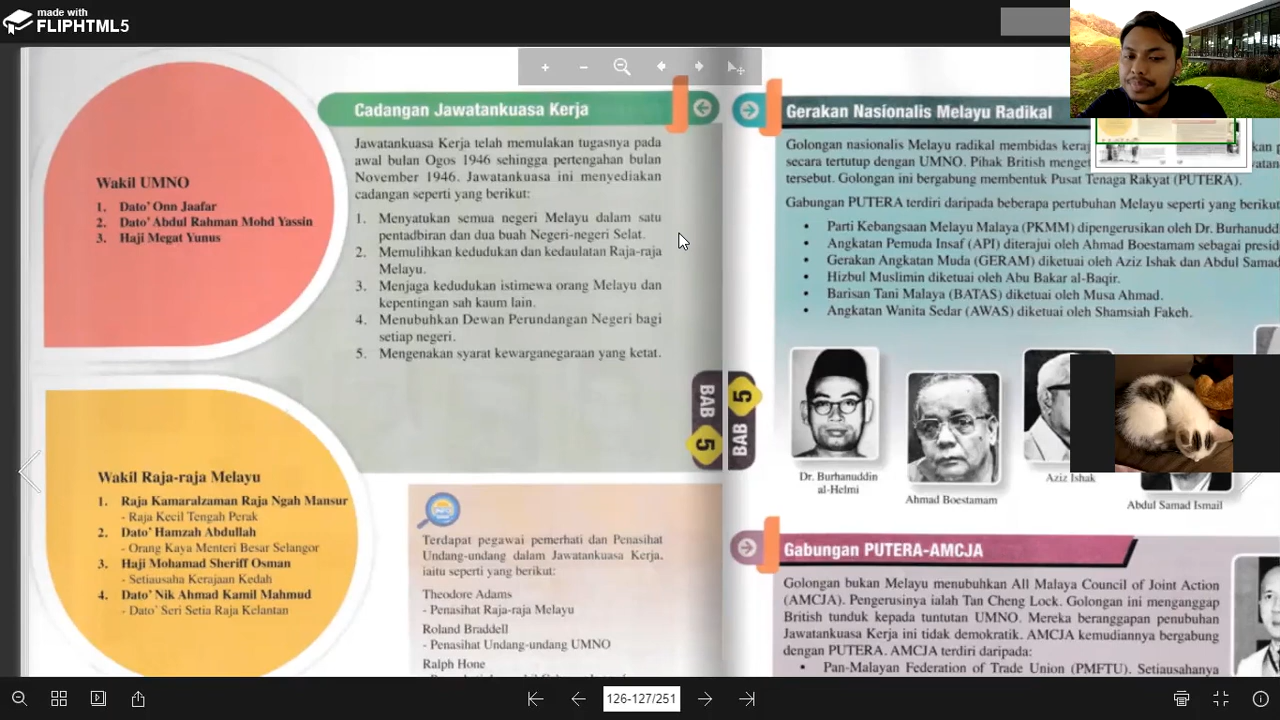 made with
FLIPHTML5
Wakil UMNO
1. Dato' Onn Jaafar
2. Dato' Abdul Rahman Mohd Yassin
3. Haji Megat Yunus
Wakil Raja-raja Melayu
1. Raja Kamaralzaman Raja Ngah Mansur
- Raja Kecil Tengah Perak
2. Dato' Hamzah Abdullah
- Orang Kaya Menteri Besar Selangor
3. Haji Mohamad Sheriff Osman
- Setiausaha Kerajaan Kedah
4. Dato' Nik Ahmad Kamil Mahmud
- Dato' Seri Setia Raja Kelantan
Cadangan Jawatankuasa Kerja
Jawatankuasa Kerja telah memulakan tugasnya pada
awal bulan Ogos 1946 sehingga pertengahan bulan
November 1946. Jawatankuasa ini menyediakan
cadangan seperti yang berikut:
1. Menyatukan semua negeri Melayu dalam satu
pentadbiran dan dua buah Negeri-negeri Selat.
2. Memulihkan kedudukan dan kedaulatan Raja-raja
Melayu.
3. Menjaga kedudukan istimewa orang Melayu dan
kepentingan sah kaum lain.
4. Menubuhkan Dewan Perundangan Negeri bagi
setiap negeri.
5. Mengenakan syarat kewarganegaraan yang ketat.
BAB 5
Terdapat pegawai pemerhati dan Penasihat
Undang-undang dalam Jawatankuasa Kerja,
iaitu seperti yang berikut:
Theodore Adams
- Penasihat Raja-raja Melayu
Roland Braddell
- Penasihat Undang-undang UMNO
Ralph Hone
Gerakan Nasionalis Melayu Radikal
Golongan nasionalis Melayu radikal membidas
secara tertutup dengan UMNO. Pihak British
tersebut. Golongan ini bergabung membentuk Pusat Tenaga Rakyat (PUTERA).
Gabungan PUTERA terdiri daripada beberapa pertubuhan Melayu seperti yang
• Parti Kebangsaan Melayu Malaya (PKMM) dipengerusikan oleh Dr.
• Angkatan Pemuda Insaf (API) diterajui oleh Ahmad Boestamam sebagai
• Gerakan Angkatan Muda (GERAM) diketuai oleh Aziz Ishak dan Abdul Samad
• Hizbul Muslimin diketuai oleh Abu Bakar al-Baqir.
• Barisan Tani Malaya (BATAS) diketuai oleh Musa Ahmad.
• Angkatan Wanita Sedar (AWAS) diketuai oleh Shamsiah Fakeh.
BAB 5
Dr. Burhanuddin
al-Helmi
Ahmad Boestamam
Aziz Ishak
Abdul Samad Ismail
Gabungan PUTERA-AMCJA
Golongan bukan Melayu menubuhkan All Malaya Council of Joint Action
(AMCJA). Pengerusinya ialah Tan Cheng Lock. Golongan ini menganggap
British tunduk kepada tuntutan UMNO. Mereka beranggapan penubuhan
Jawatankuasa Kerja ini tidak demokratik. AMCJA kemudiannya bergabung
dengan PUTERA. AMCJA terdiri daripada:
• Pan-Malayan Federation of Trade Union (PMFTU). Setiausahanya
126-127/251